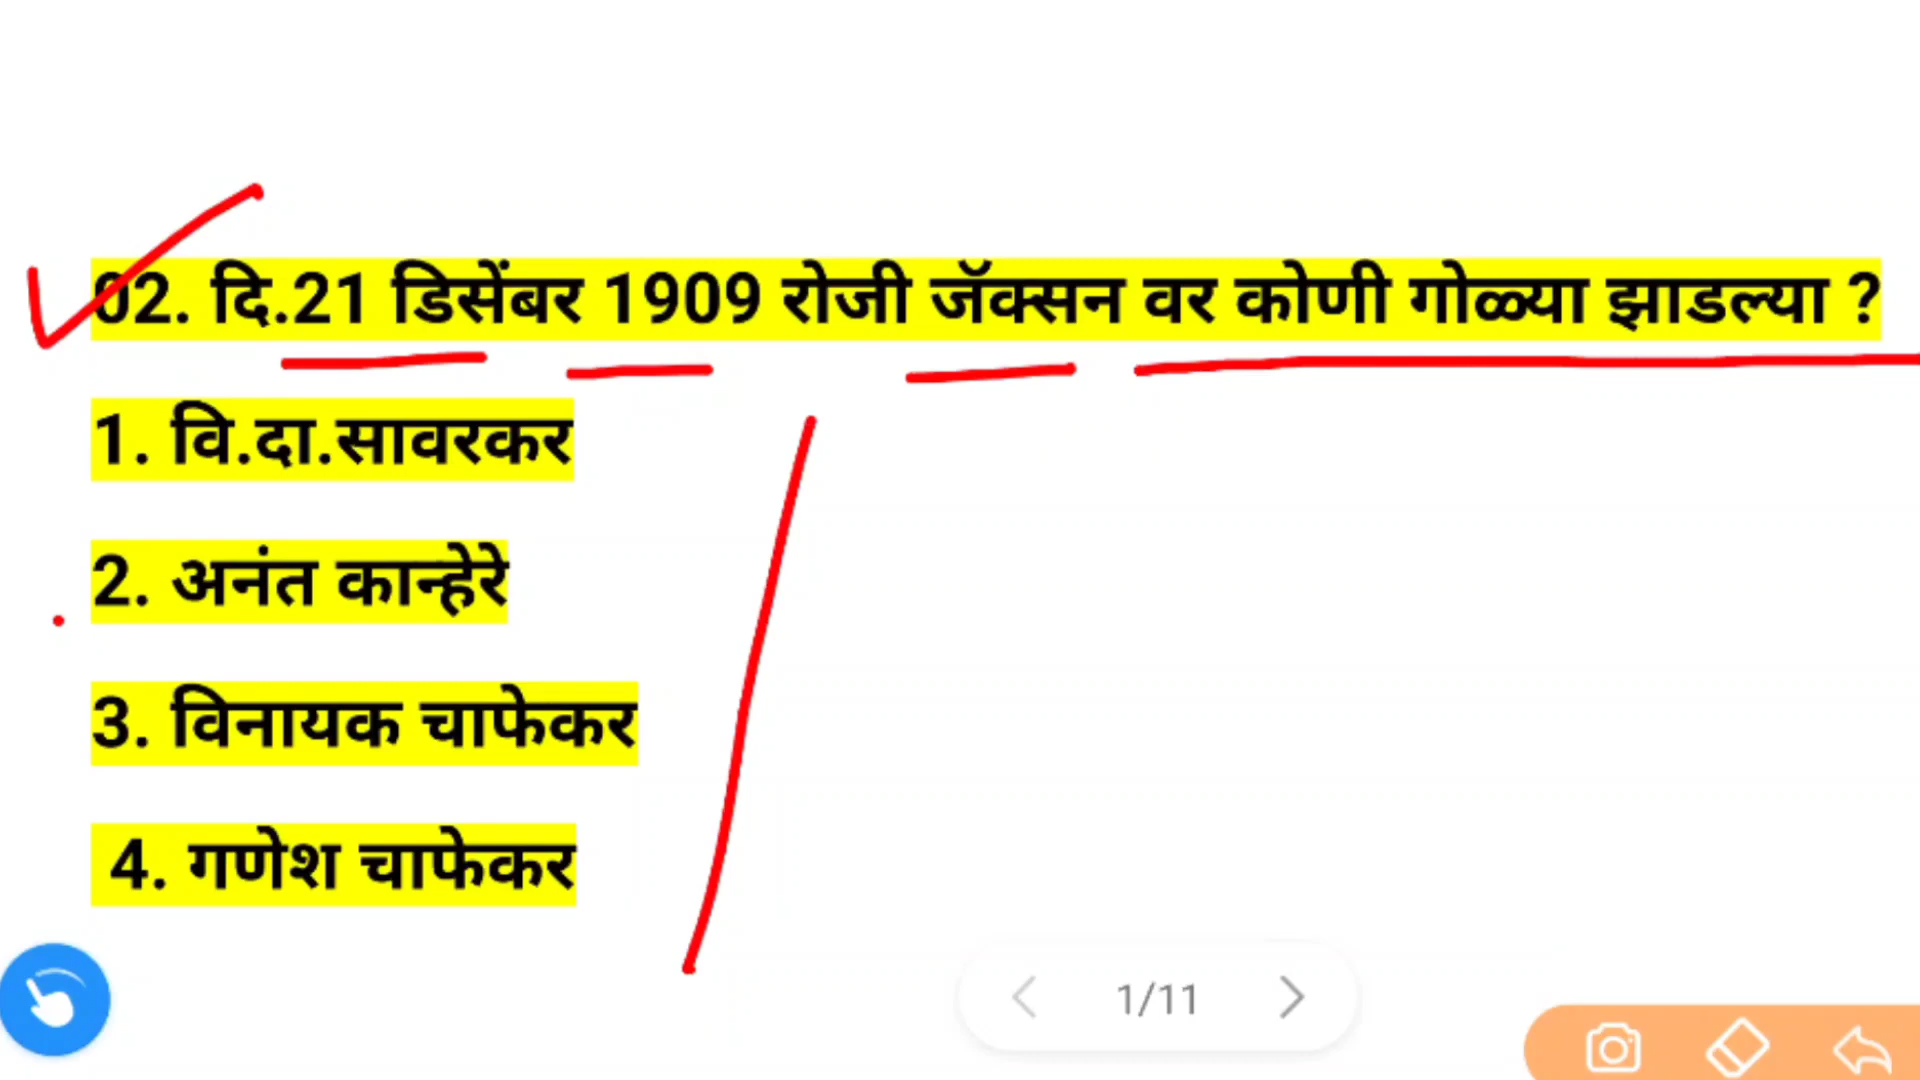 02. दि.21 डिसेंबर 1909 रोजी जॅक्सन वर कोणी गोळ्या झाडल्या ?
1. वि.दा.सावरकर
2. अनंत कान्हेरे
3. विनायक चाफेकर
4. गणेश चाफेकर
1/11